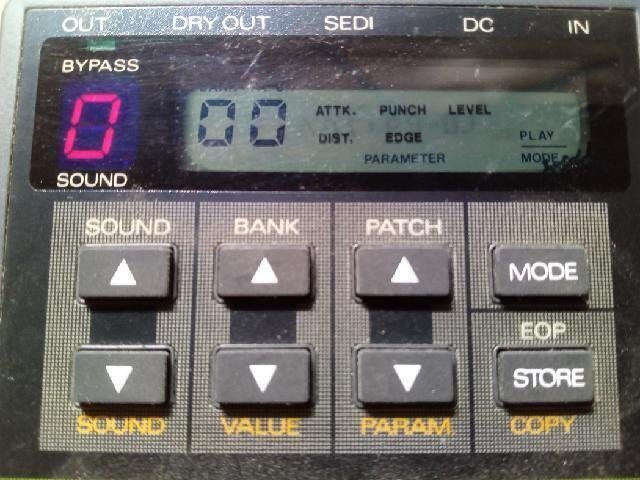 OUT DRY OUT SEDI DC IN
BYPASS
0
SOUND
00
ATTK. PUNCH LEVEL
DIST. EDGE
PARAMETER
PLAY
MODE
SOUND BANK PATCH
MODE
EOP
STORE
SOUND VALUE PARAM COPY